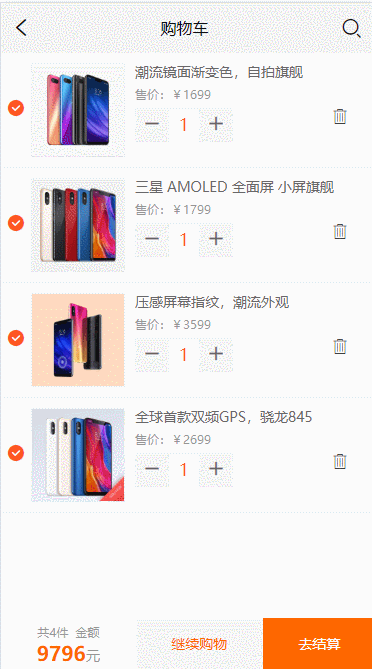 购物车
潮流镜面渐变色，自拍旗舰
售价：￥1699
1
三星 AMOLED 全面屏 小屏旗舰
售价：￥1799
1
压感屏幕指纹，潮流外观
售价：￥3599
1
全球首款双频GPS，骁龙845
售价：￥2699
1
共4件 金额
9796元
继续购物
去结算